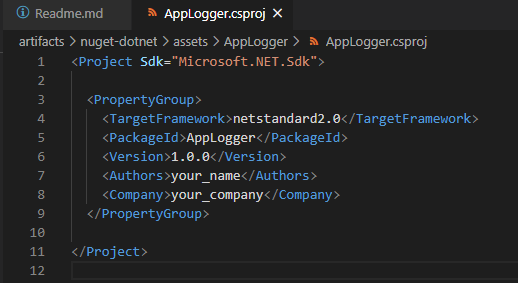 Readme.md AppLogger.csproj
artifacts > nuget-dotnet > assets > AppLogger > AppLogger.csproj
1 <Project Sdk="Microsoft.NET.Sdk">
2
3 <PropertyGroup>
4 <TargetFramework>netstandard2.0</TargetFramework>
5 <PackageId>AppLogger</PackageId>
6 <Version>1.0.0</Version>
7 <Authors>your_name</Authors>
8 <Company>your_company</Company>
9 </PropertyGroup>
10
11 </Project>
12